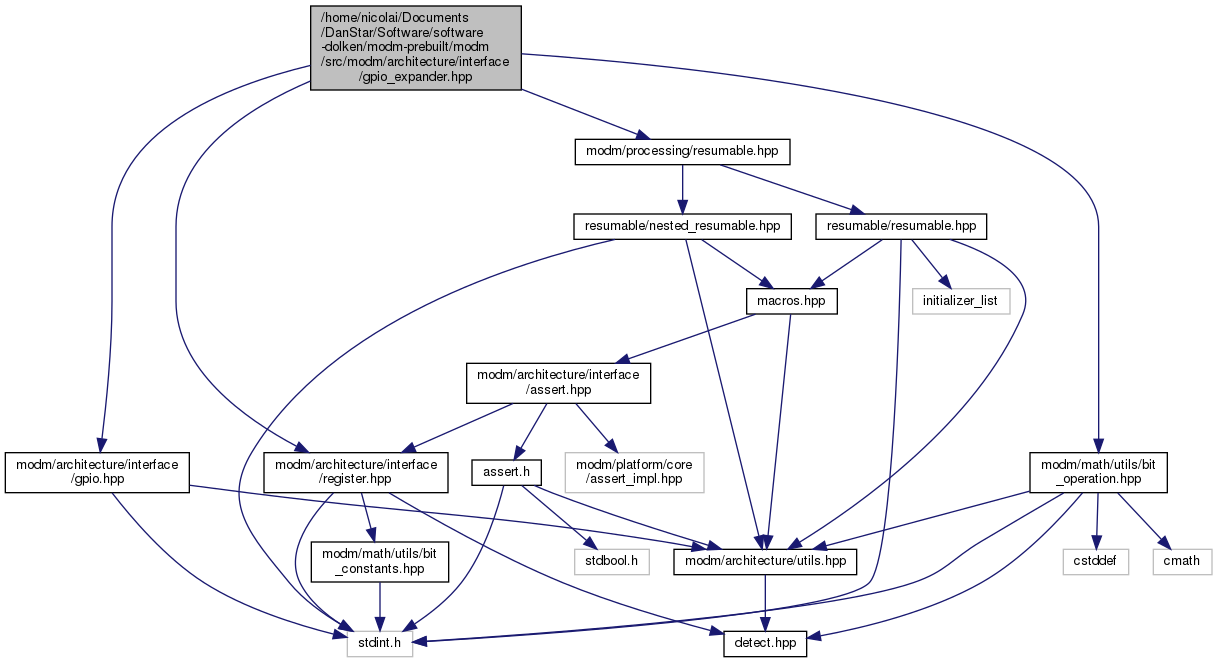 /home/nicolai/Documents
/DanStar/Software/software
-dolken/modm-prebuilt/modm
/src/modm/architecture/interface
/gpio_expander.hpp
modm/processing/resumable.hpp
resumable/nested_resumable.hpp
resumable/resumable.hpp
macros.hpp
initializer_list
modm/architecture/interface
/assert.hpp
modm/architecture/interface
/gpio.hpp
modm/architecture/interface
/register.hpp
assert.h
modm/platform/core
/assert_impl.hpp
modm/math/utils/bit
_operation.hpp
modm/math/utils/bit
_constants.hpp
stdbool.h
modm/architecture/utils.hpp
cstddef
cmath
stdint.h
detect.hpp